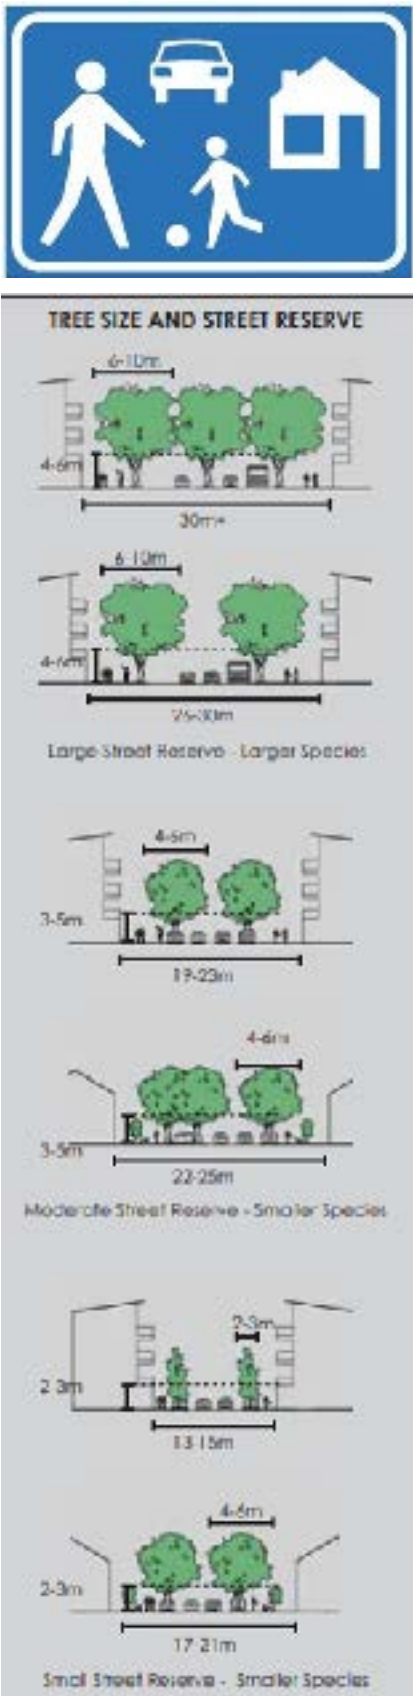 TREE SIZE AND STREET RESERVE
6-10m
4-6m
30m+
6-10m
4-6m
26-30m
Large Street Reserve - Larger Species
4-6m
3-5m
19-23m
4-6m
3-5m
22-25m
Moderate Street Reserve - Smaller Species
2-3m
2-3m
13-15m
4-6m
2-3m
17-21m
Small Street Reserve - Smaller Species